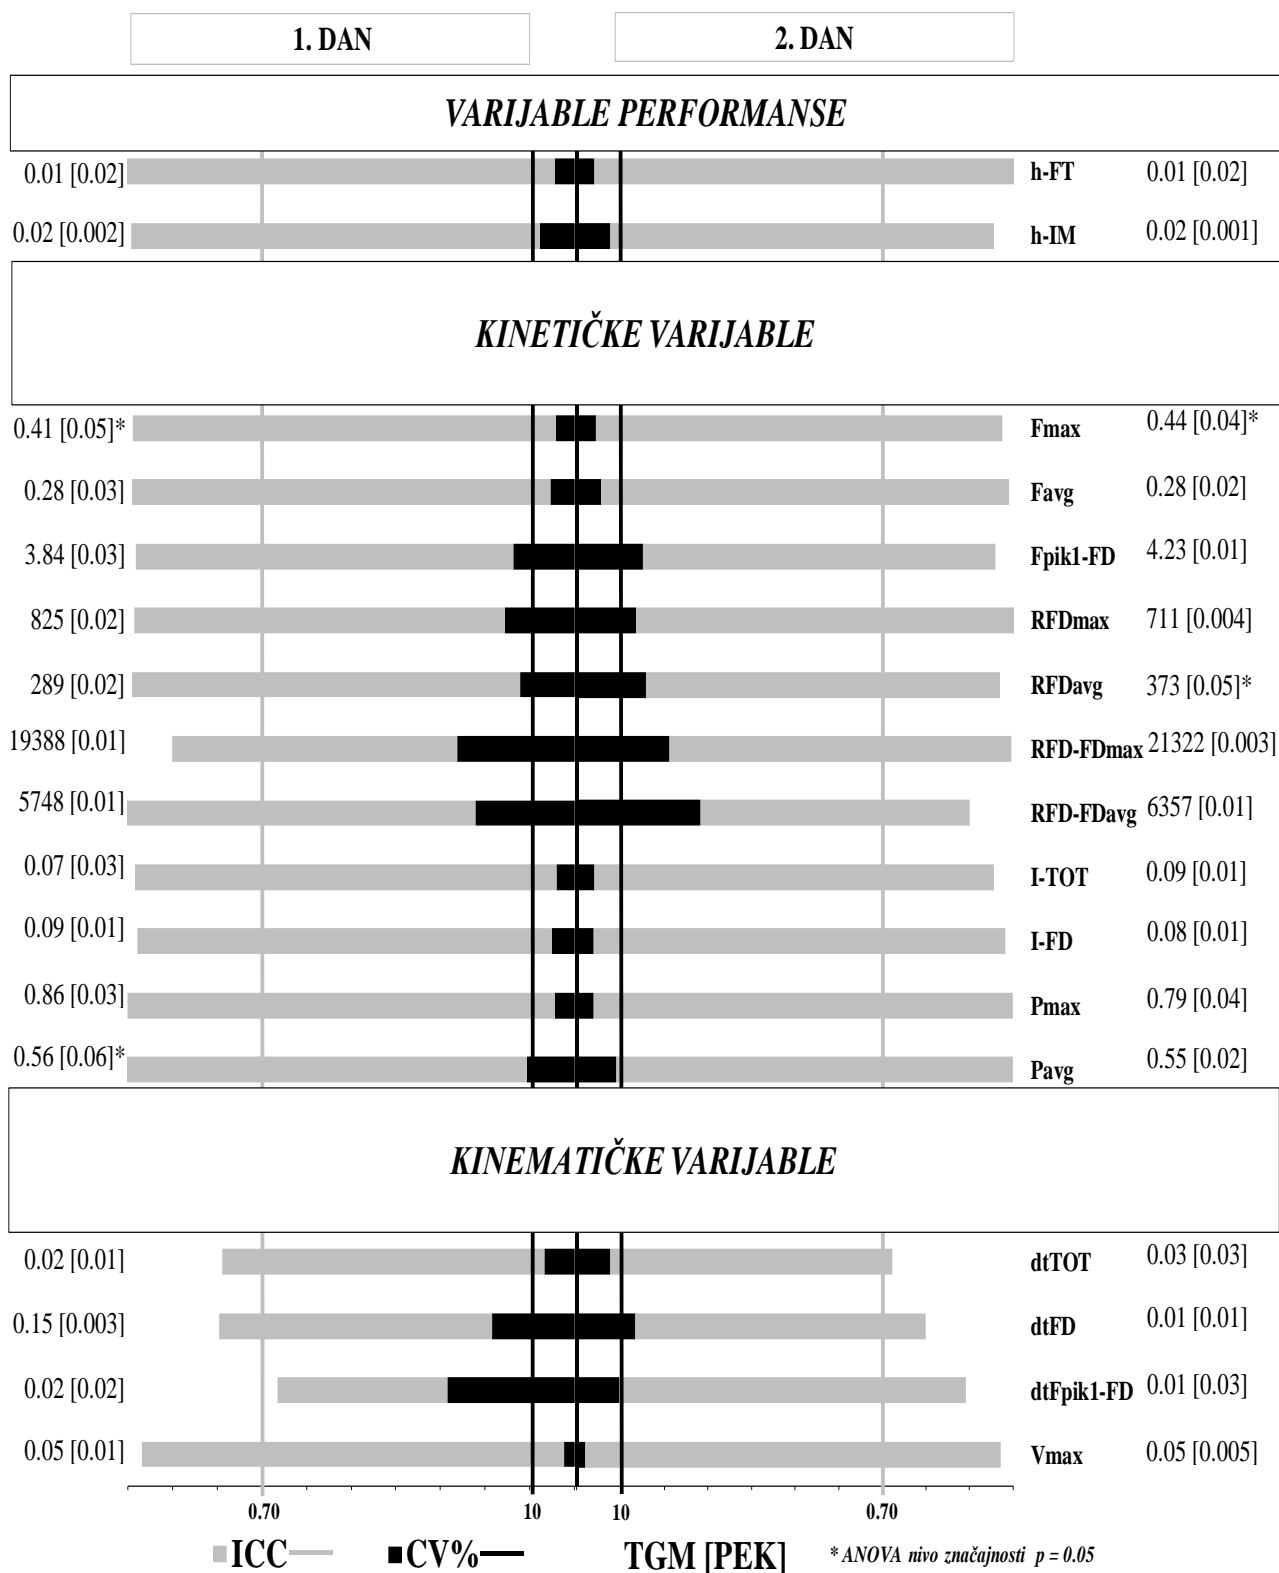 1. DAN 2. DAN
VARIJABLE PERFORMANSE
0.01 [0.02] h-FT 0.01 [0.02]
0.02 [0.002] h-IM 0.02 [0.001]
KINETIČKE VARIJABLE
0.41 [0.05]* Fmax 0.44 [0.04]*
0.28 [0.03] Favg 0.28 [0.02]
3.84 [0.03] Fpik1-FD 4.23 [0.01]
825 [0.02] RFDmax 711 [0.004]
289 [0.02] RFDavg 373 [0.05]*
19388 [0.01] RFD-FDmax 21322 [0.003]
5748 [0.01] RFD-FDavg 6357 [0.01]
0.07 [0.03] I-TOT 0.09 [0.01]
0.09 [0.01] I-FD 0.08 [0.01]
0.86 [0.03] Pmax 0.79 [0.04]
0.56 [0.06]* Pavg 0.55 [0.02]
KINEMATIČKE VARIJABLE
0.02 [0.01] dtTOT 0.03 [0.03]
0.15 [0.003] dtFD 0.01 [0.01]
0.02 [0.02] dtFpik1-FD 0.01 [0.03]
0.05 [0.01] Vmax 0.05 [0.005]
0.70 10 10 0.70
ICC CV% TGM [PEK] * ANOVA nivo značajnosti p = 0.05